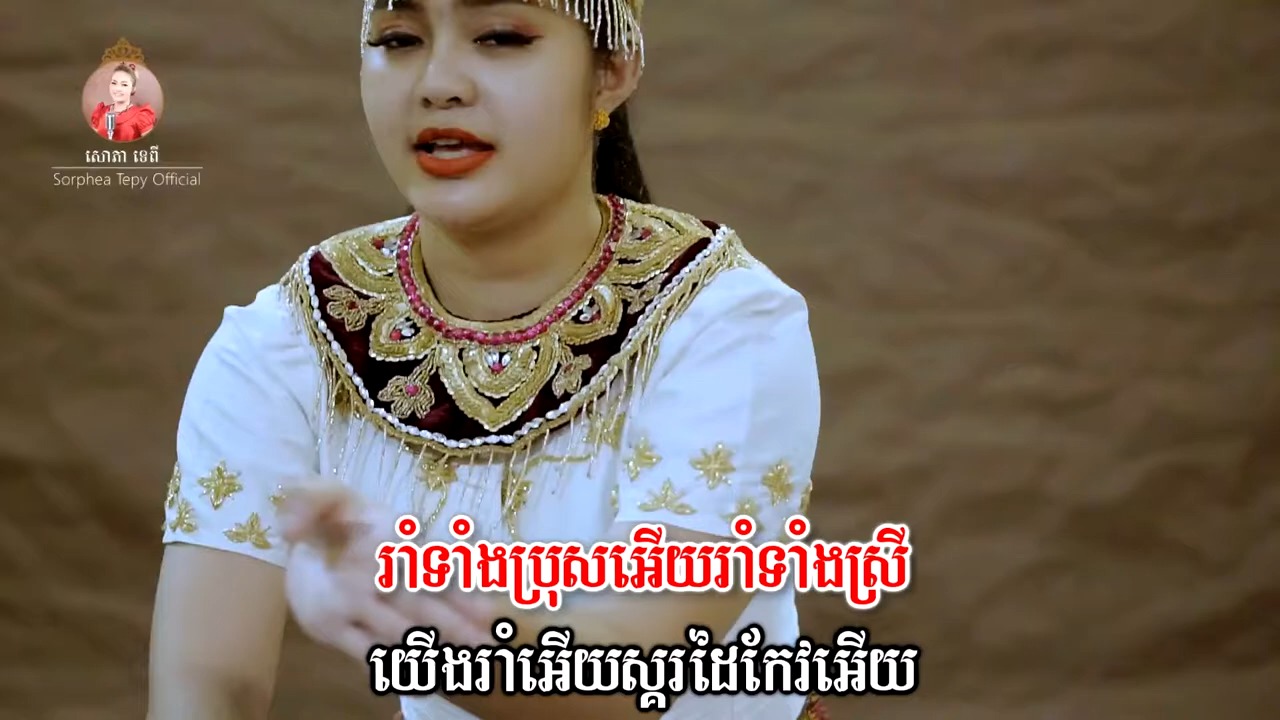 សោភា ទេពី
Sorphea Tepy Official
រាំទាំងប្រុសអើយរាំទាំងស្រី
យើងរាំអើយស្គរដៃកែវអើយ